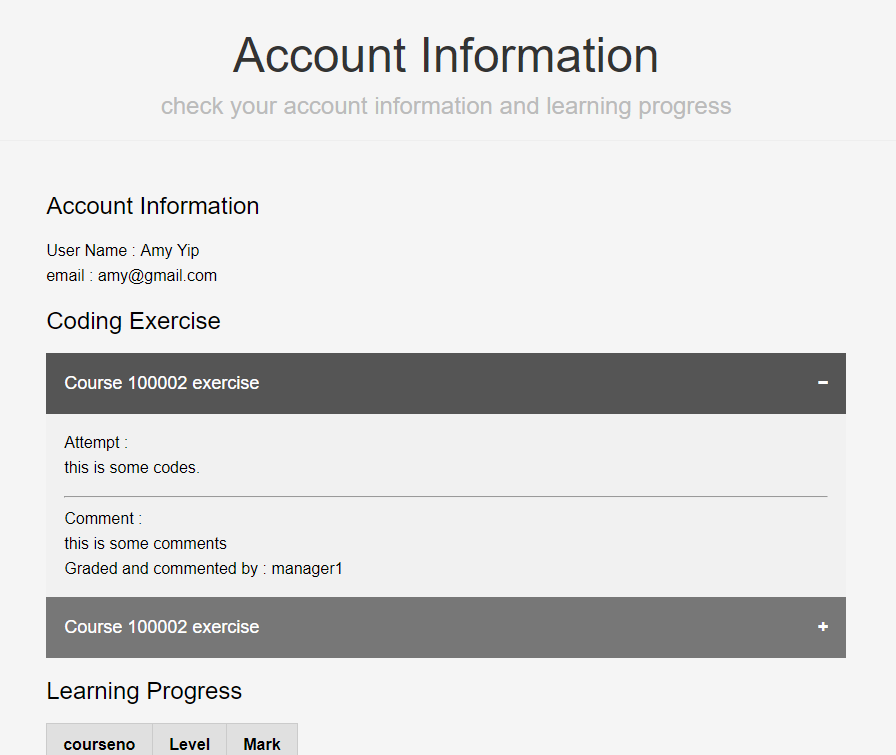 Account Information
check your account information and learning progress
Account Information
User Name : Amy Yip
email : amy@gmail.com
Coding Exercise
Course 100002 exercise −
Attempt :
this is some codes.
Comment :
this is some comments
Graded and commented by : manager1
Course 100002 exercise +
Learning Progress
courseno Level Mark